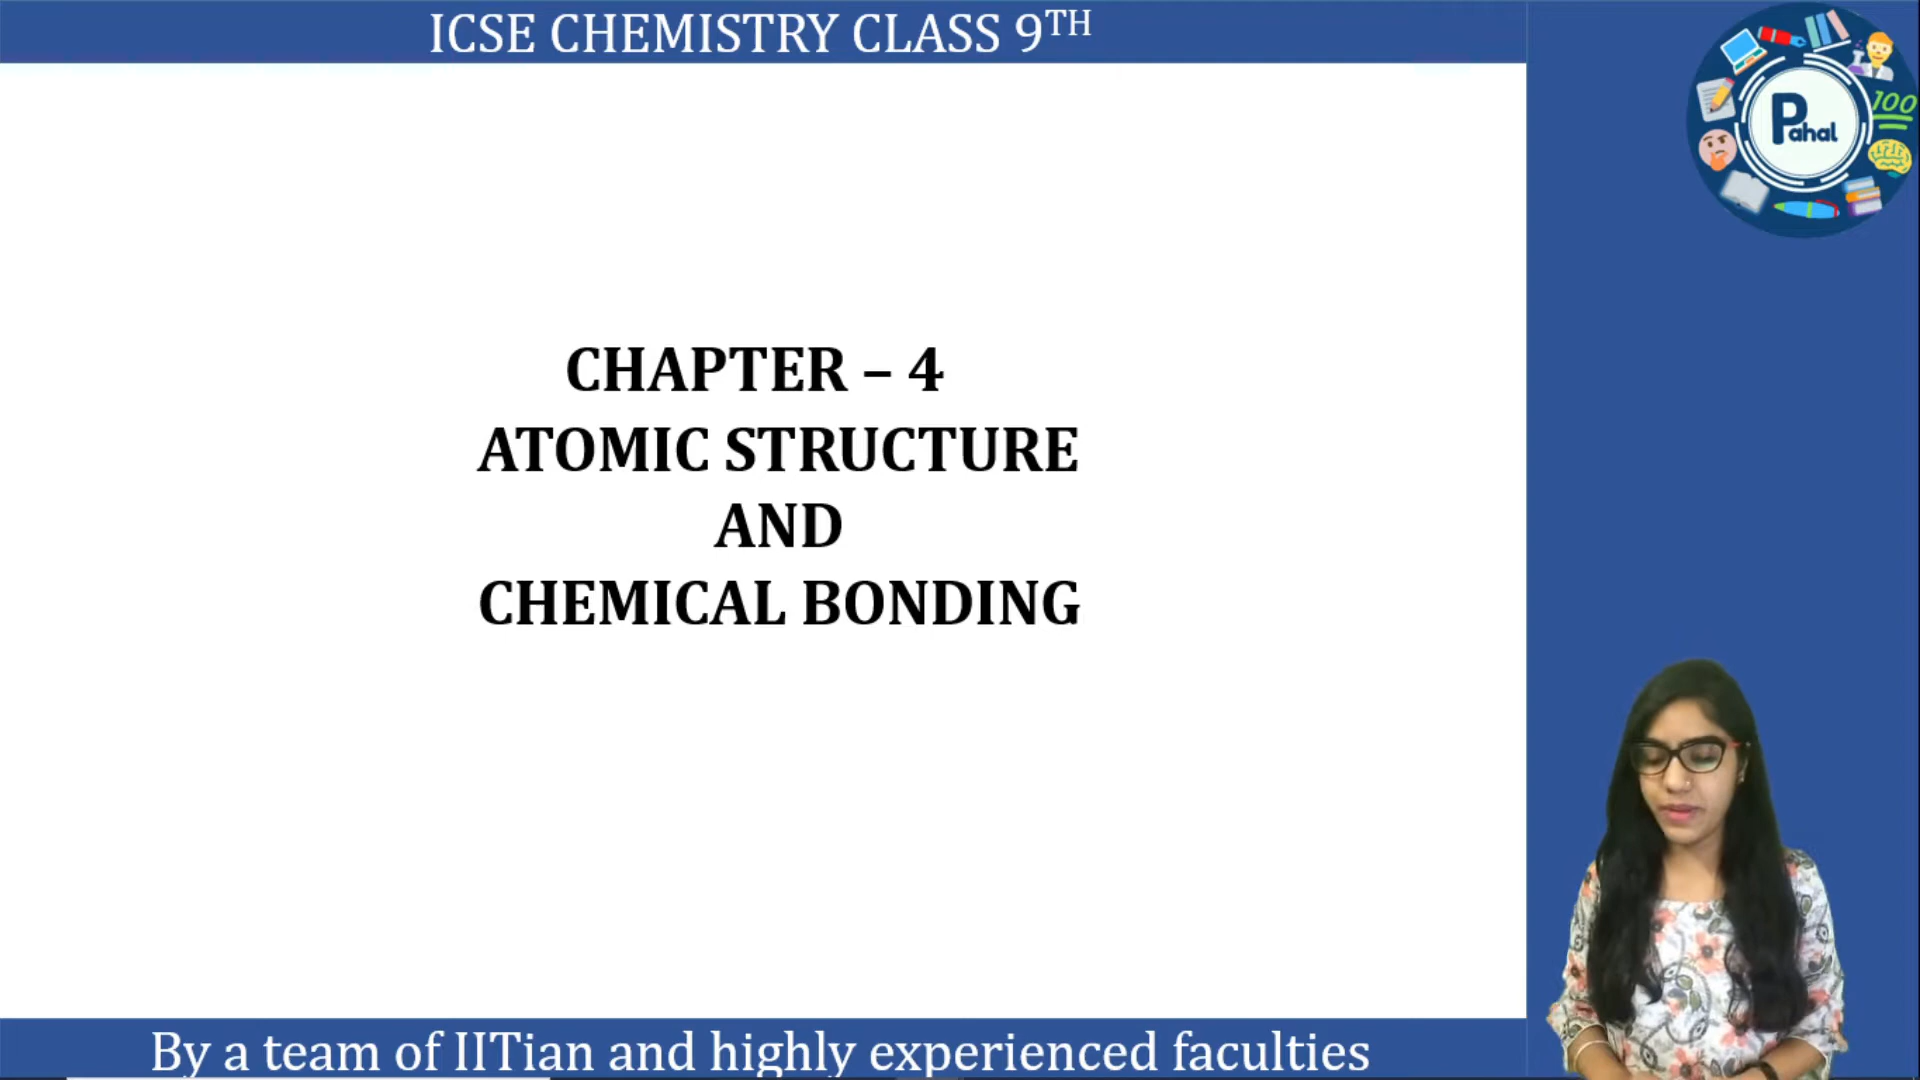 ICSE CHEMISTRY CLASS 9TH
100
Pahal
CHAPTER – 4
ATOMIC STRUCTURE
AND
CHEMICAL BONDING
By a team of IITian and highly experienced faculties